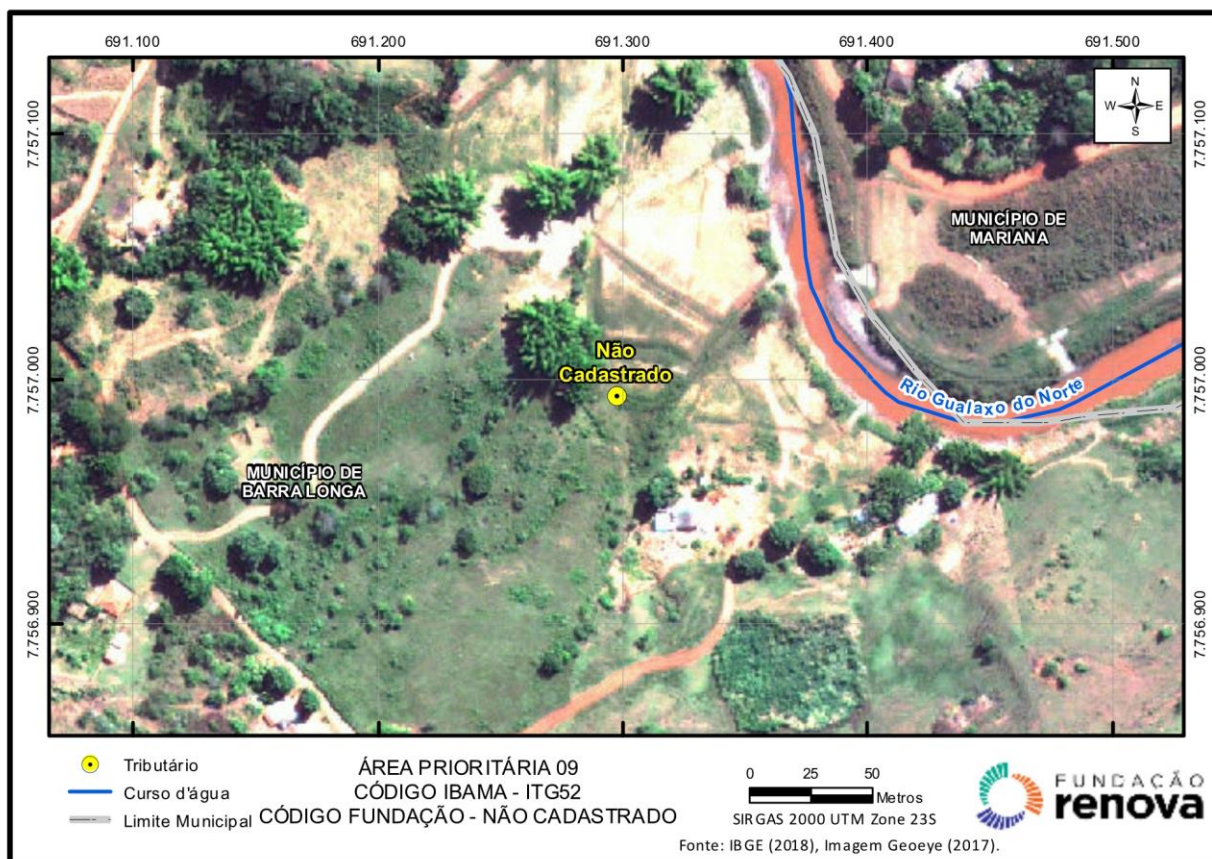 691.100
691.200
691.300
691.400
691.500
7.757.100
7.757.100
N
W E
S
MUNICÍPIO DE
MARIANA
Não
Cadastrado
7.757.000
7.757.000
Rio Gualaxo do Norte
MUNICÍPIO DE
BARRA LONGA
7.756.900
7.756.900
Tributário
Curso d'água
Limite Municipal
ÁREA PRIORITÁRIA 09
CÓDIGO IBAMA - ITG52
CÓDIGO FUNDAÇÃO - NÃO CADASTRADO
0 25 50
Metros
SIRGAS 2000 UTM Zone 23S
Fonte: IBGE (2018), Imagem Geoeye (2017).
FUNDAÇÃO
renova